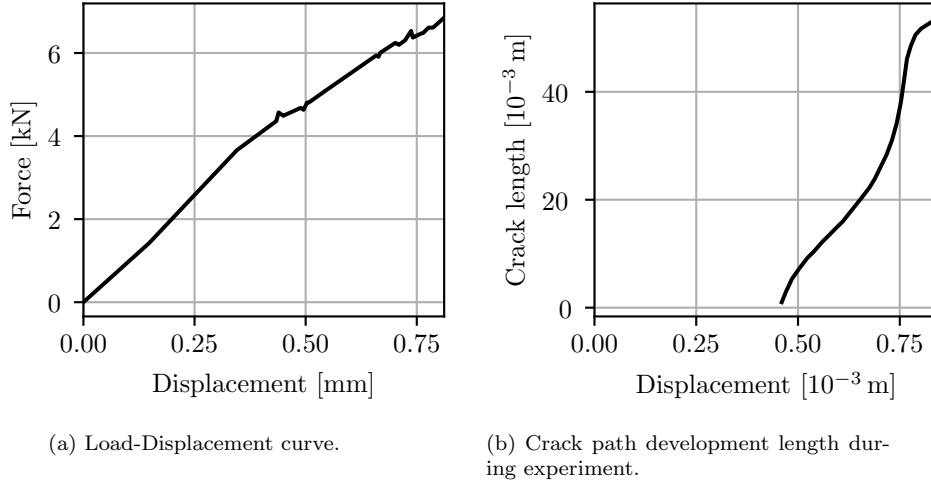 6
4
2
0
Force [kN]
0.00 0.25 0.50 0.75
Displacement [mm]
(a) Load-Displacement curve.
40
20
0
Crack length [10⁻³ m]
0.00 0.25 0.50 0.75
Displacement [10⁻³ m]
(b) Crack path development length dur-
ing experiment.